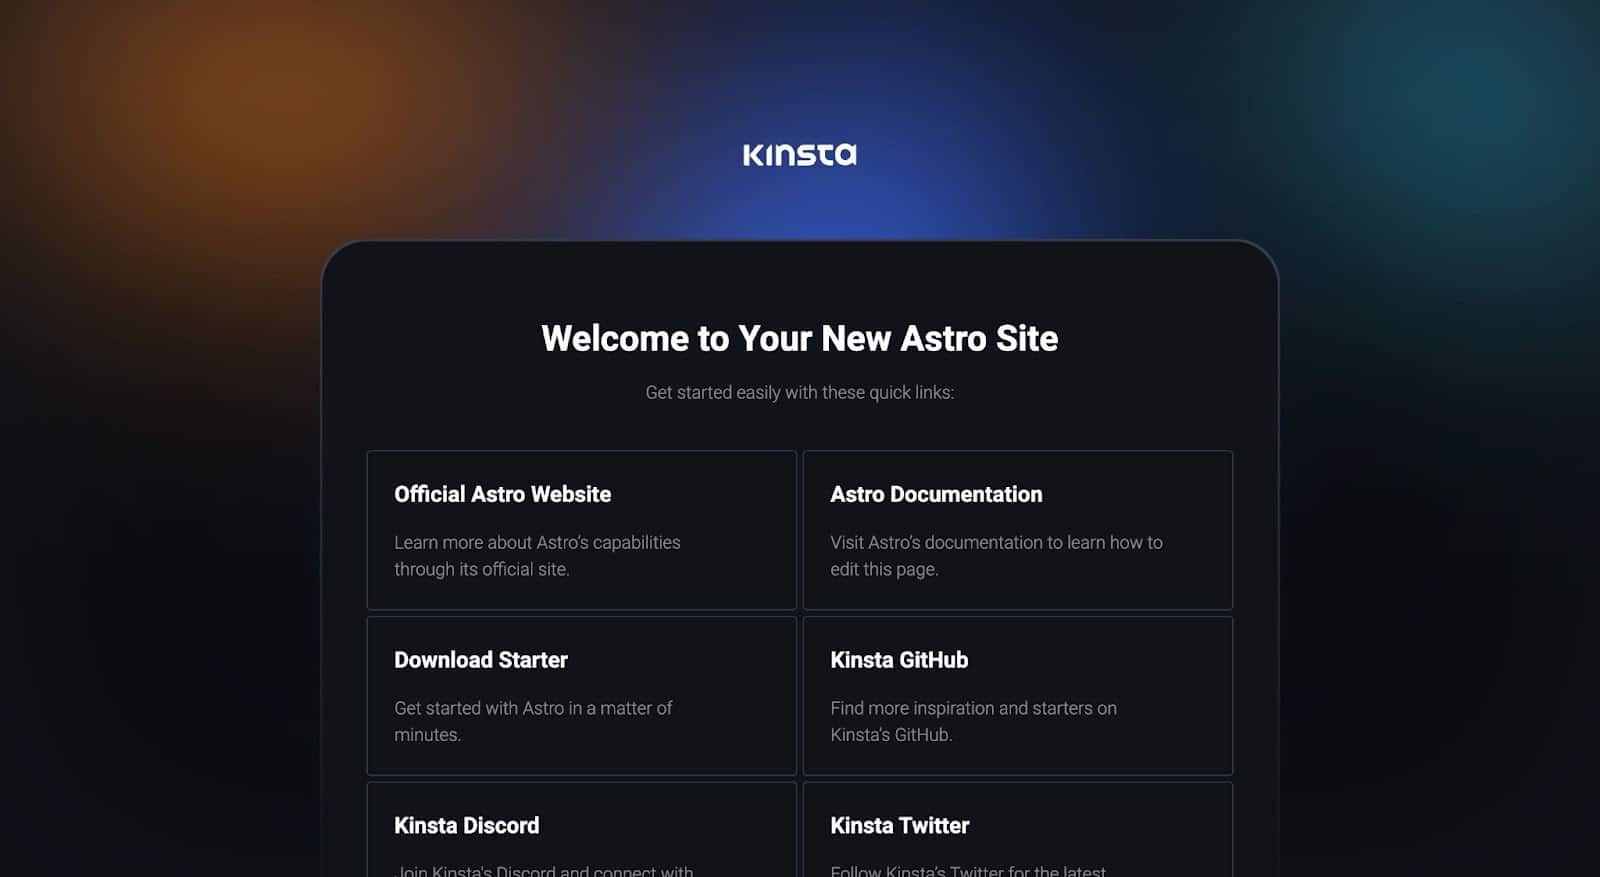 KINSTA
Welcome to Your New Astro Site
Get started easily with these quick links:
Official Astro Website
Learn more about Astro’s capabilities
through its official site.
Astro Documentation
Visit Astro’s documentation to learn how to
edit this page.
Download Starter
Get started with Astro in a matter of
minutes.
Kinsta GitHub
Find more inspiration and starters on
Kinsta’s GitHub.
Kinsta Discord
Join Kinsta's Discord and connect with
Kinsta Twitter
Follow Kinsta’s Twitter for the latest